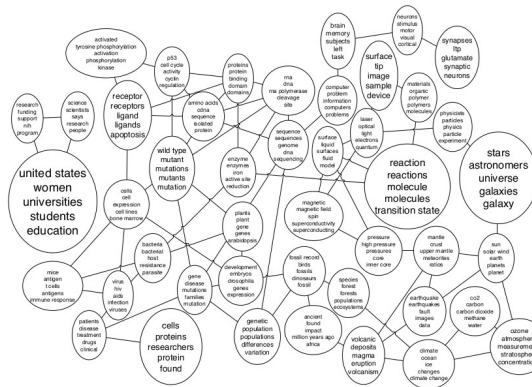 activated
tyrosine phosphorylation
activation
phosphorylation
kinase
p53
cell cycle
activity
cyclin
regulation
proteins
protein
binding
domain
domains
rna
dna
rna polymerase
cleavage
site
brain
memory
subjects
left
task
neurons
stimulus
motor
visual
cortical
synapses
ltp
glutamate
synaptic
neurons
surface
tip
image
sample
device
materials
organic
polymer
polymers
molecules
physicists
particles
physics
particle
experiment
research
funding
support
nih
program
science
scientists
says
research
people
receptor
receptors
ligand
ligands
apoptosis
amino acids
cdna
sequence
isolated
protein
computer
problem
information
computers
problems
laser
optical
light
electrons
quantum
sequences
sequences
genome
dna
sequencing
surface
liquid
surfaces
fluid
model
united states
women
universities
students
education
wild type
mutant
mutations
mutants
mutation
enzyme
enzymes
iron
active site
reduction
reaction
reactions
molecule
molecules
transition state
stars
astronomers
universe
galaxies
galaxy
cells
cell
expression
cell lines
bone marrow
plants
plant
gene
genes
arabidopsis
magnetic
magnetic field
spin
superconductivity
superconducting
pressure
high pressure
pressures
core
inner core
mantle
crust
upper mantle
meteorites
ratios
sun
solar wind
earth
planets
planet
bacteria
bacterial
host
resistance
parasite
mice
antigen
t cells
antigens
immune response
virus
hiv
aids
infection
viruses
gene
disease
mutations
families
mutation
development
embryos
drosophila
genes
expression
fossil record
birds
fossils
dinosaurs
fossil
species
forest
forests
populations
ecosystems
earthquake
earthquakes
fault
images
data
co2
carbon
carbon dioxide
methane
water
patients
disease
treatment
drugs
clinical
cells
proteins
researchers
protein
found
genetic
population
populations
differences
variation
ancient
found
impact
million years ago
africa
volcanic
deposits
magma
eruption
volcanism
climate
ocean
ice
changes
climate change
ozone
atmospher
measurem
stratosphe
concentratio